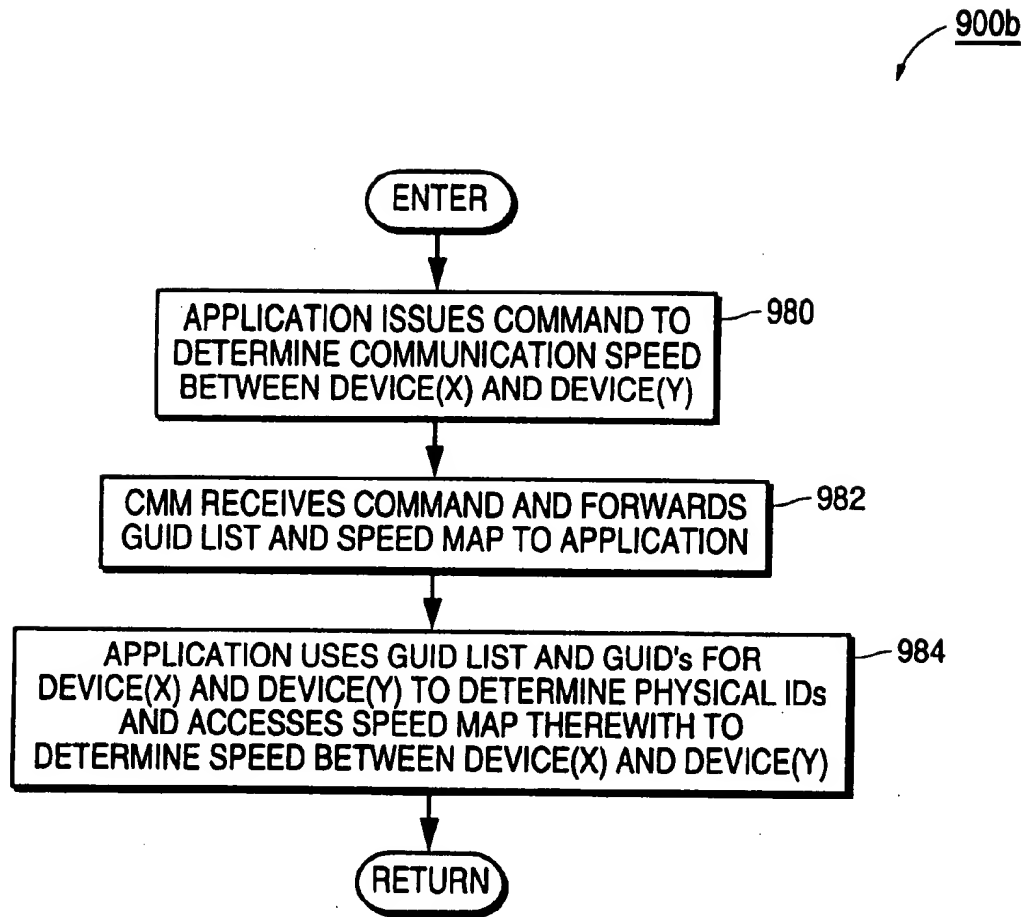 900b
ENTER
APPLICATION ISSUES COMMAND TO
DETERMINE COMMUNICATION SPEED
BETWEEN DEVICE(X) AND DEVICE(Y)
980
CMM RECEIVES COMMAND AND FORWARDS
GUID LIST AND SPEED MAP TO APPLICATION
982
APPLICATION USES GUID LIST AND GUID's FOR
DEVICE(X) AND DEVICE(Y) TO DETERMINE PHYSICAL IDs
AND ACCESSES SPEED MAP THEREWITH TO
DETERMINE SPEED BETWEEN DEVICE(X) AND DEVICE(Y)
984
RETURN